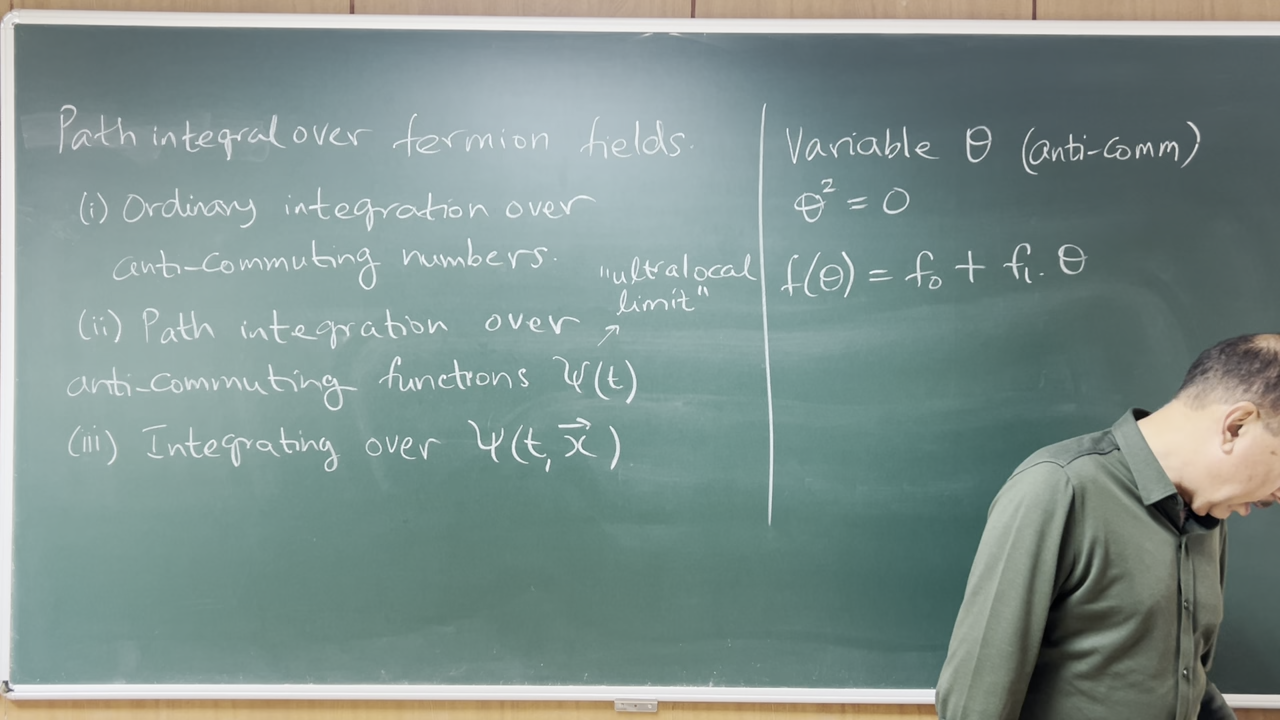 Path integral over fermion fields.
(i) Ordinary integration over
anti-commuting numbers.
"ultralocal
limit"
(ii) Path integration over ↗
anti-commuting functions Ψ(t)
(iii) Integrating over Ψ(t, x⃗)
Variable θ (anti-comm)
θ² = 0
f(θ) = f₀ + f₁. θ